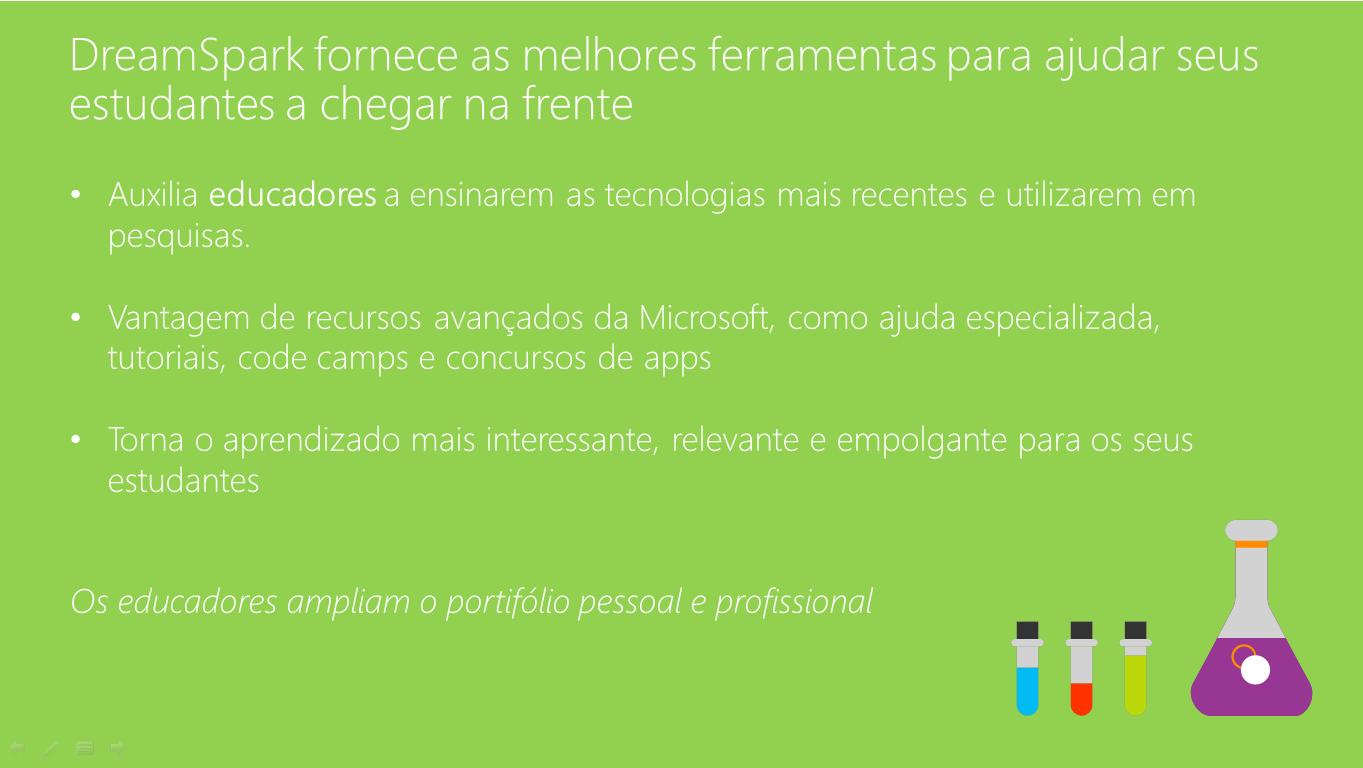 DreamSpark fornece as melhores ferramentas para ajudar seus
estudantes a chegar na frente
• Auxilia educadores a ensinarem as tecnologias mais recentes e utilizarem em
pesquisas.
• Vantagem de recursos avançados da Microsoft, como ajuda especializada,
tutoriais, code camps e concursos de apps
• Torna o aprendizado mais interessante, relevante e empolgante para os seus
estudantes
Os educadores ampliam o portifólio pessoal e profissional